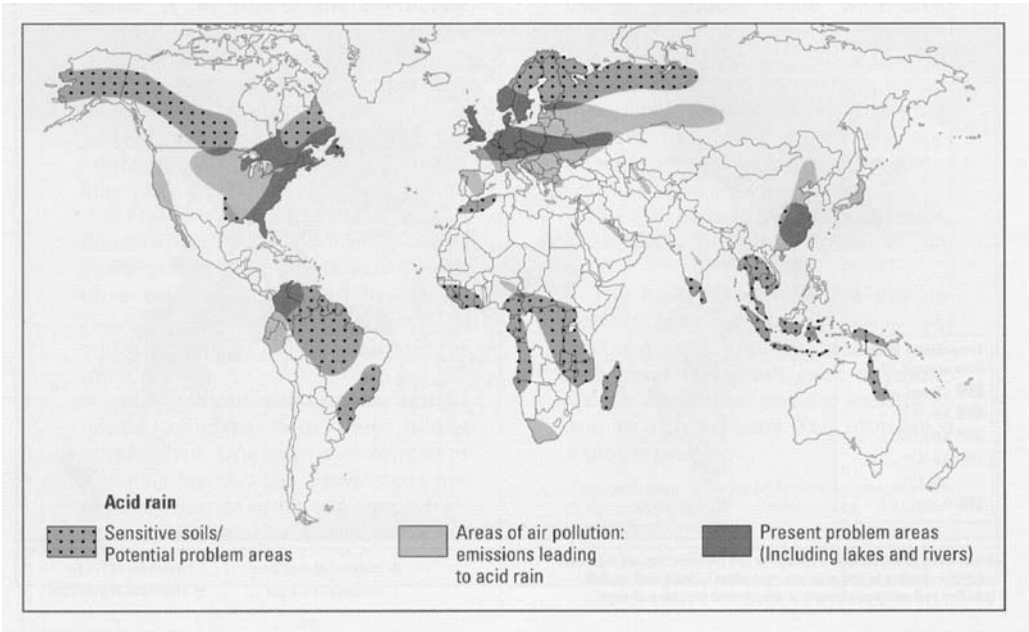 Acid rain
Sensitive soils/
Potential problem areas
Areas of air pollution:
emissions leading
to acid rain
Present problem areas
(Including lakes and rivers)